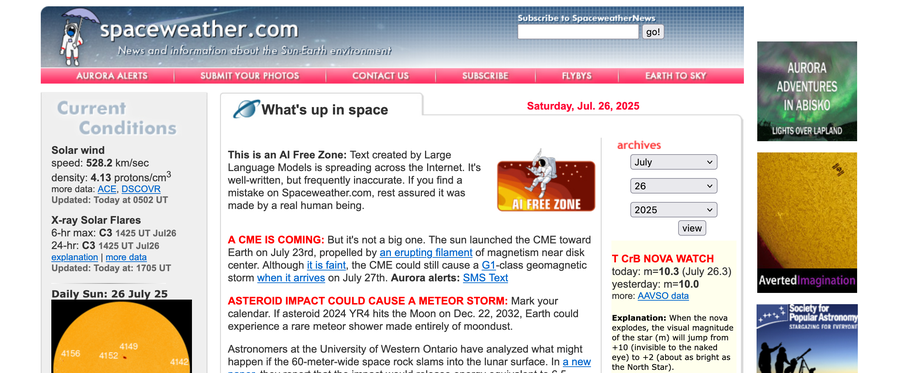 spaceweather.com
News and information about the Sun-Earth environment
Subscribe to SpaceweatherNews
go!
AURORA ALERTS
SUBMIT YOUR PHOTOS
CONTACT US
SUBSCRIBE
FLYBYS
EARTH TO SKY
Current
Conditions
Solar wind
speed: 528.2 km/sec
density: 4.13 protons/cm3
more data: ACE, DSCOVR
Updated: Today at 0502 UT
X-ray Solar Flares
6-hr max: C3 1425 UT Jul26
24-hr: C3 1425 UT Jul26
explanation | more data
Updated: Today at: 1705 UT
Daily Sun: 26 July 25
4149
4156
4152
4142
What's up in space
Saturday, Jul. 26, 2025
This is an AI Free Zone: Text created by Large
Language Models is spreading across the Internet. It's
well-written, but frequently inaccurate. If you find a
mistake on Spaceweather.com, rest assured it was
made by a real human being.
AI FREE ZONE
A CME IS COMING: But it's not a big one. The sun launched the CME toward
Earth on July 23rd, propelled by an erupting filament of magnetism near disk
center. Although it is faint, the CME could still cause a G1-class geomagnetic
storm when it arrives on July 27th. Aurora alerts: SMS Text
ASTEROID IMPACT COULD CAUSE A METEOR STORM: Mark your
calendar. If asteroid 2024 YR4 hits the Moon on Dec. 22, 2032, Earth could
experience a rare meteor shower made entirely of moondust.
Astronomers at the University of Western Ontario have analyzed what might
happen if the 60-meter-wide space rock slams into the lunar surface. In a new
archives
July
26
2025
view
T CrB NOVA WATCH
today: m=10.3 (July 26.3)
yesterday: m=10.0
more: AAVSO data
Explanation: When the nova
explodes, the visual magnitude
of the star (m) will jump from
+10 (invisible to the naked
eye) to +2 (about as bright as
the North Star).
AURORA
ADVENTURES
IN ABISKO
LIGHTS OVER LAPLAND
AvertedImagination
Society for
Popular Astronomy
STARGAZING FOR EVERYONE